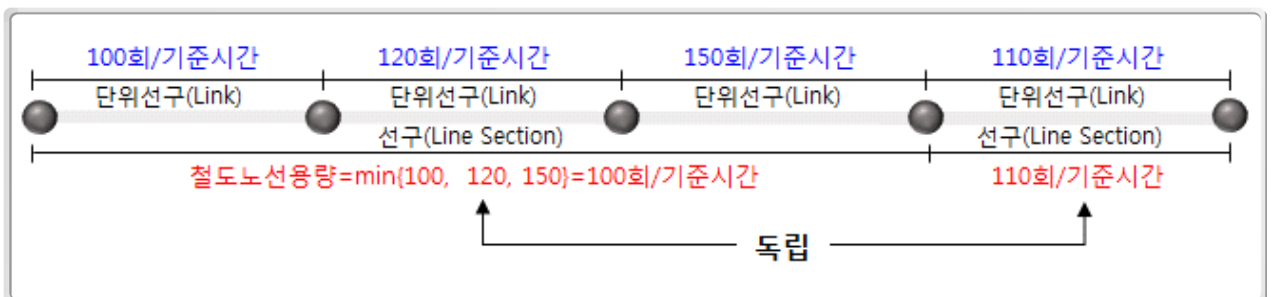 100회/기준시간 120회/기준시간 150회/기준시간 110회/기준시간
단위선구(Link) 단위선구(Link) 단위선구(Link) 단위선구(Link)
선구(Line Section) 선구(Line Section)
철도노선용량=min{100, 120, 150}=100회/기준시간 110회/기준시간
독립